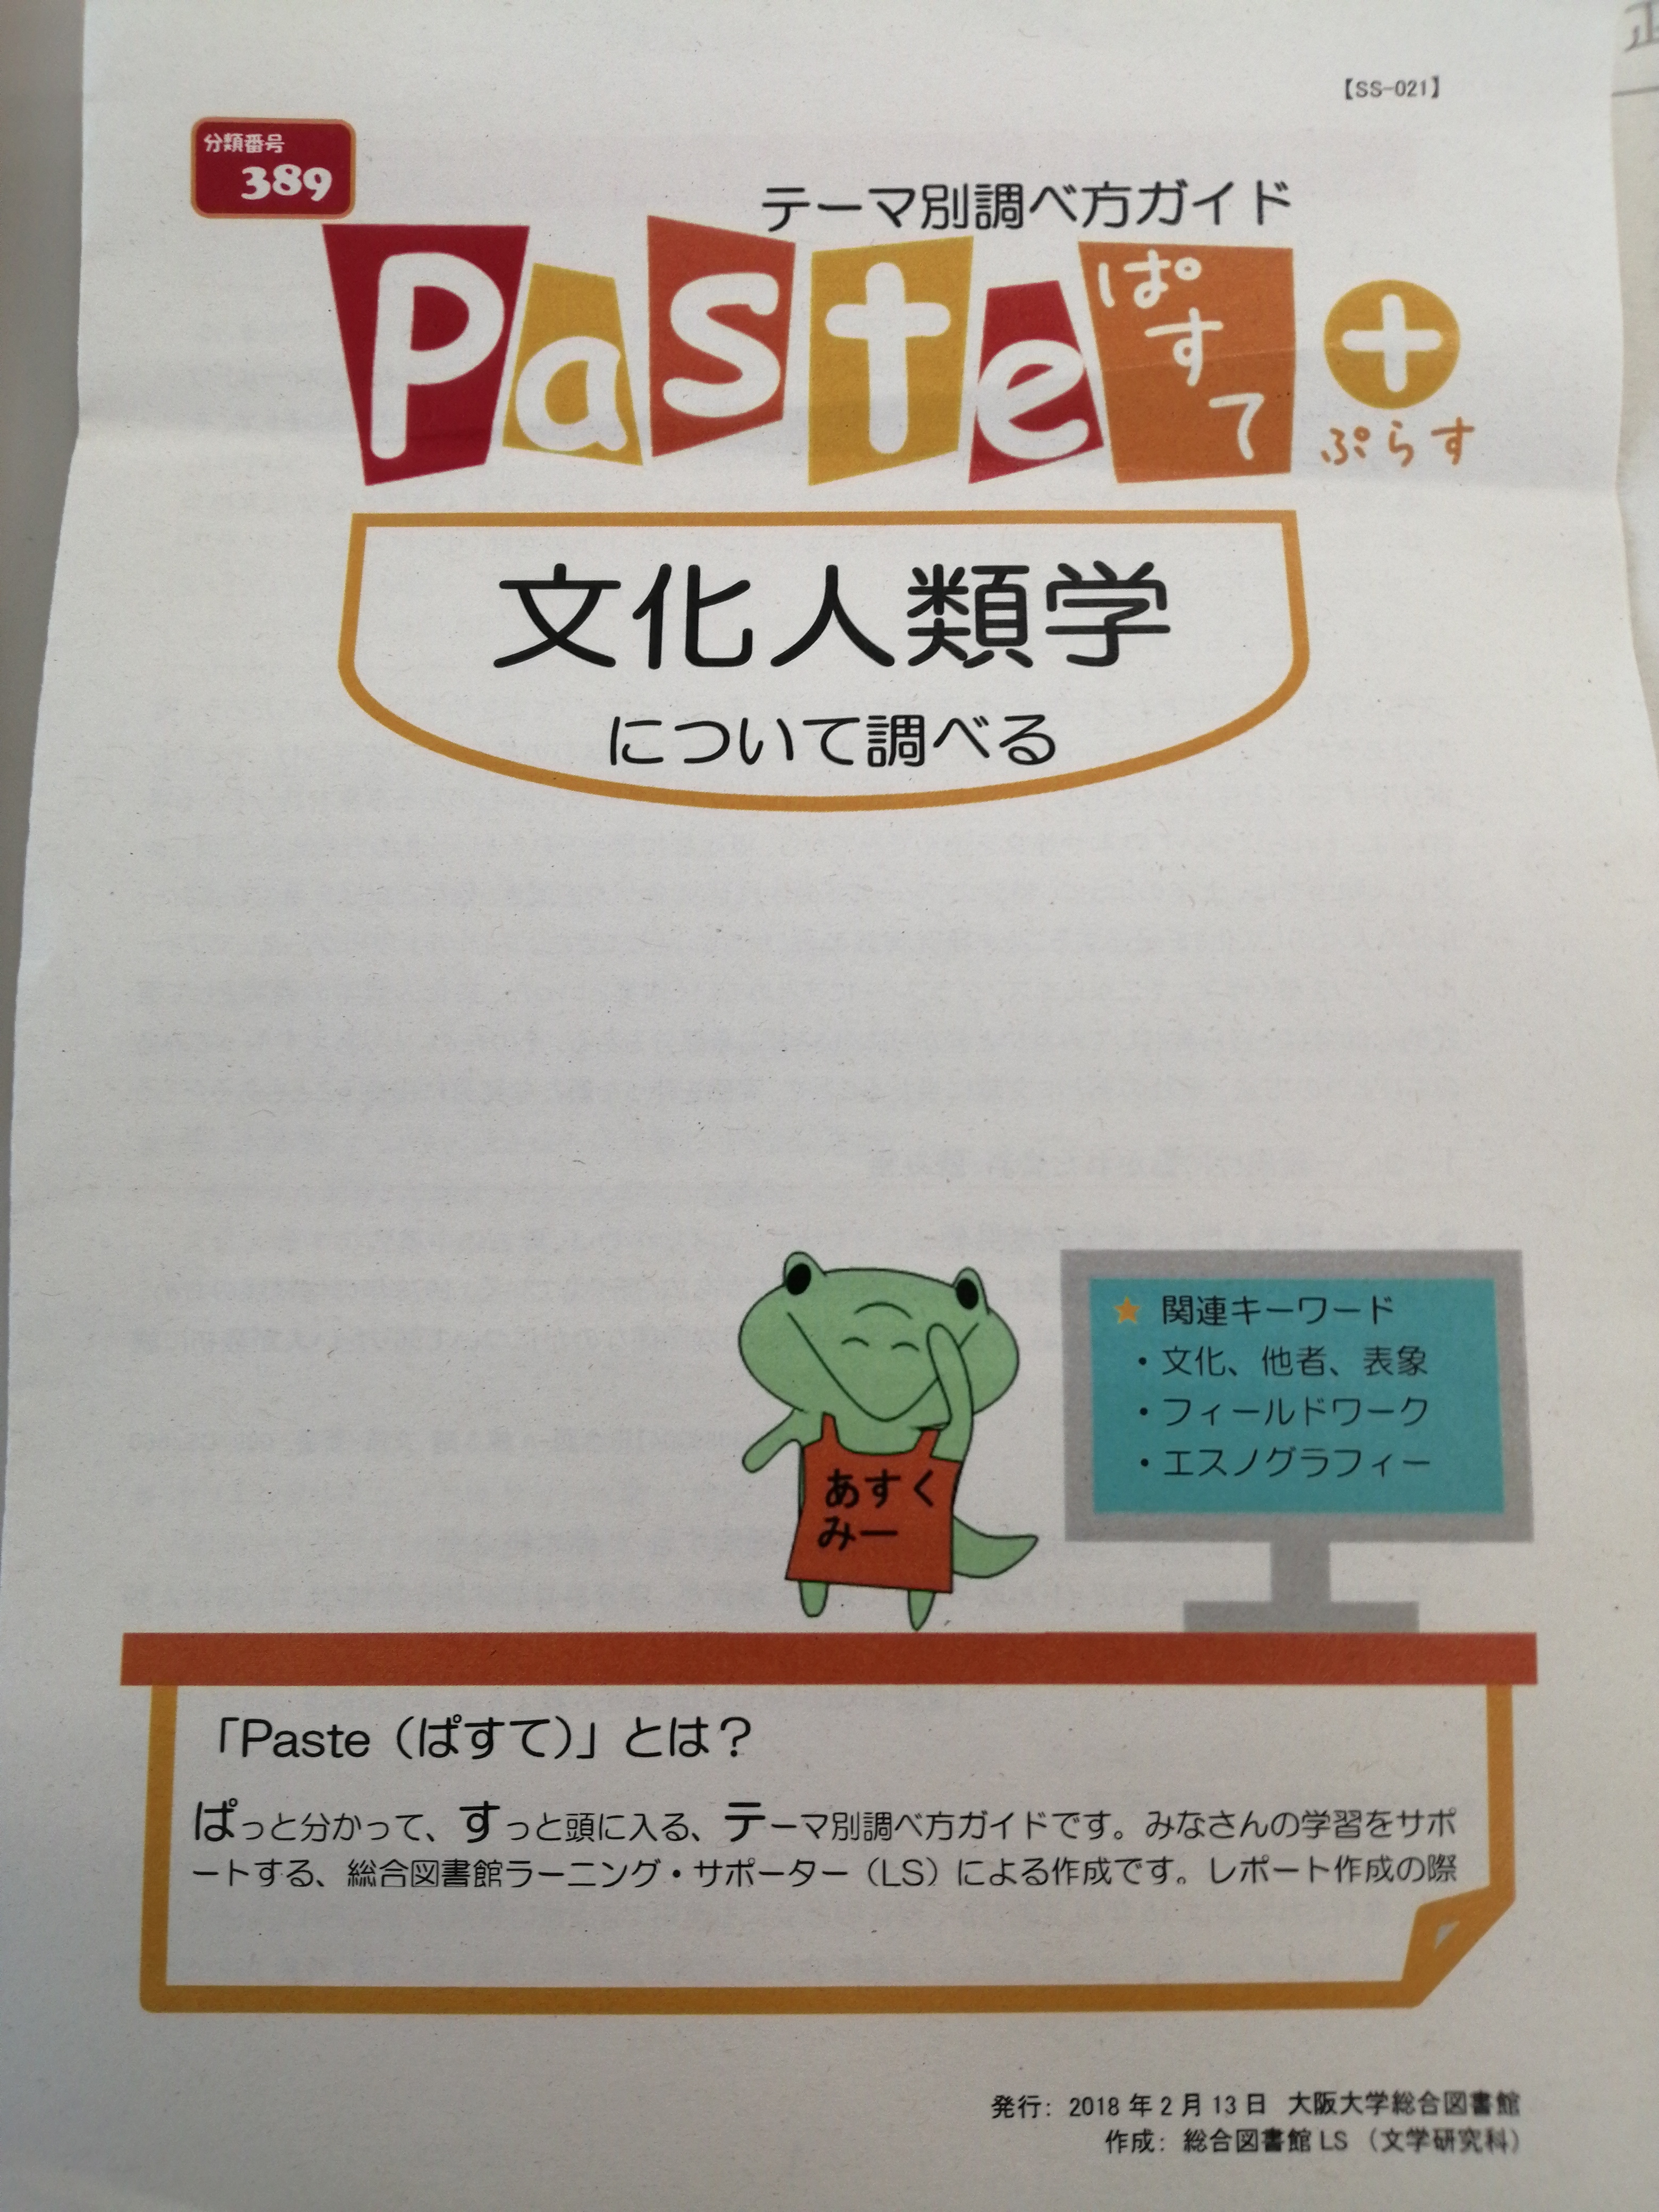 【SS-021】
分類番号
389
テーマ別調べ方ガイド
Paste
ぱすて
+
ぷらす
文化人類学
について調べる
★ 関連キーワード
・文化、他者、表象
・フィールドワーク
・エスノグラフィー
あすく
みー
「Paste（ぱすて）」とは？
ぱっと分かって、すっと頭に入る、テーマ別調べ方ガイドです。みなさんの学習をサポ
ートする、総合図書館ラーニング・サポーター（LS）による作成です。レポート作成の際
発行: 2018 年 2 月 13 日 大阪大学総合図書館
作成: 総合図書館 LS （文学研究科）